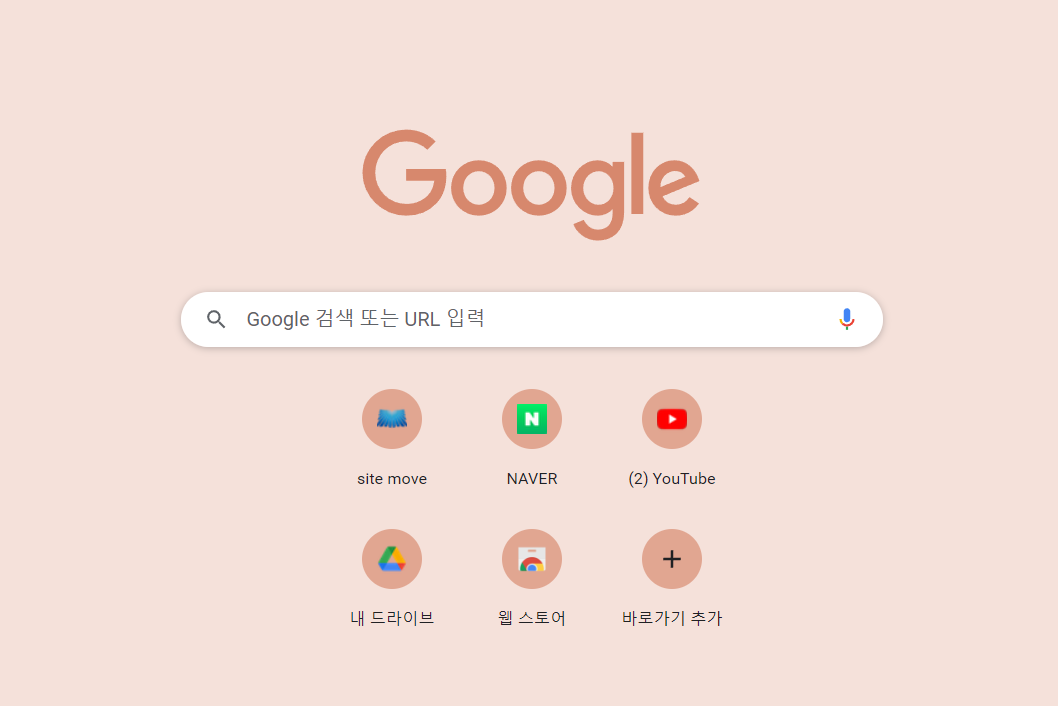 Google
Google 검색 또는 URL 입력
site move
NAVER
(2) YouTube
내 드라이브
웹 스토어
바로가기 추가